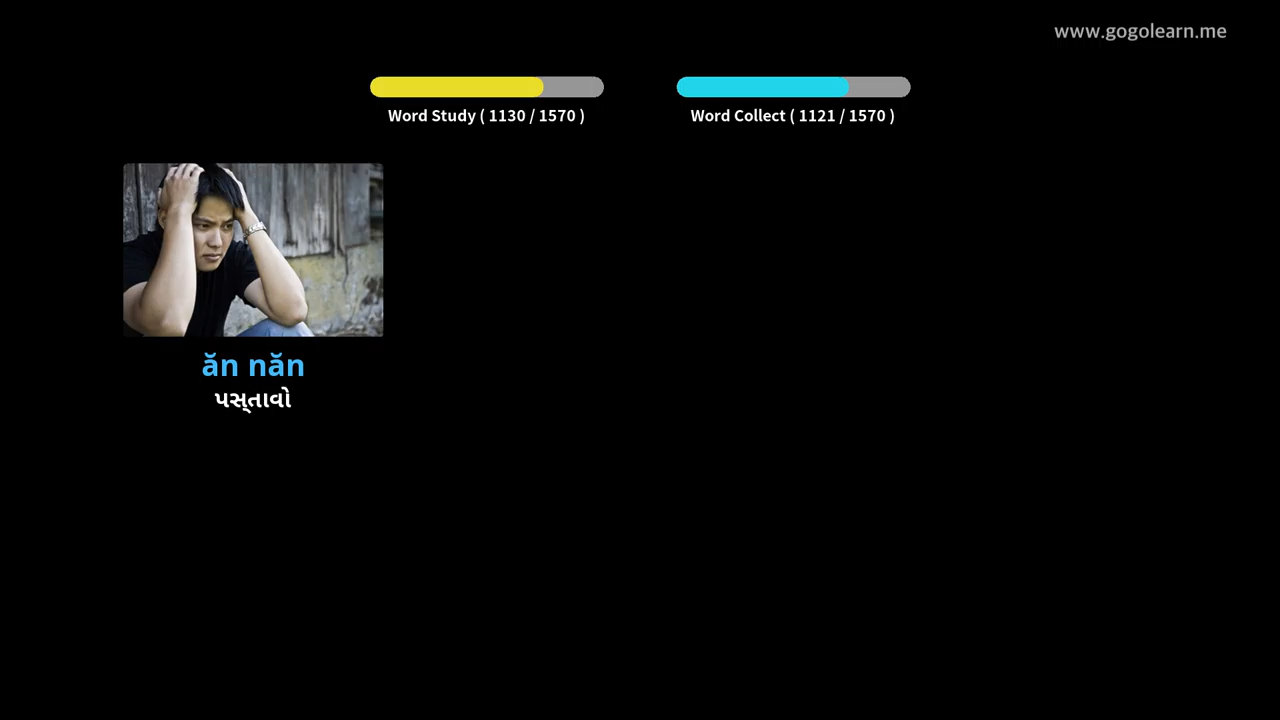 www.gogolearn.me
Word Study ( 1130 / 1570 )
Word Collect ( 1121 / 1570 )
ăn năn
પસ્તાવો